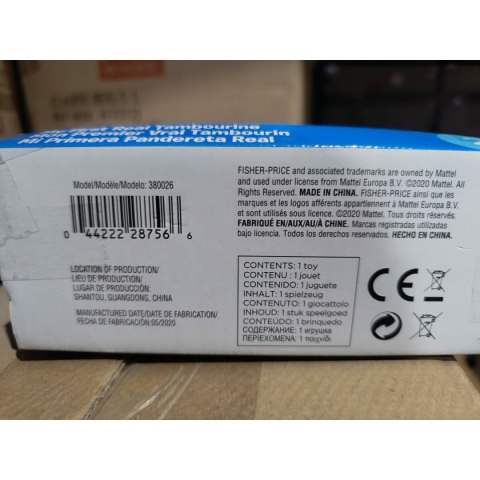 My First Real Tambourine
Mon Premier Vrai Tambourin
Mi Primera Pandereta Real
Model/Modèle/Modelo: 380026
0 44222 28756 6
LOCATION OF PRODUCTION/
LIEU DE PRODUCTION/
LUGAR DE PRODUCCIÓN:
SHANTOU, GUANGDONG, CHINA
MANUFACTURED DATE/DATE DE FABRICATION/
FECHA DE FABRICACIÓN: 05/2020
FISHER-PRICE and associated trademarks are owned by Mattel
and used under license from Mattel Europa B.V. ©2020 Mattel. All
Rights Reserved. MADE IN CHINA. FISHER-PRICE ainsi que les
marques et les logos afférents appartiennent à Mattel Europa B.V.
et sont utilisés sous licence. ©2020 Mattel. Tous droits réservés.
FABRIQUÉ EN/AUX/AU/À CHINE. Marcas registradas utilizadas
bajo licencia. Todos los derechos reservados. HECHO EN CHINA.
CONTENTS: 1 toy
CONTENU : 1 jouet
CONTENIDO: 1 juguete
INHALT: 1 spielzeug
CONTENUTO: 1 giocattolo
INHOUD: 1 stuk speelgoed
CONTEÚDO: 1 brinquedo
СОДЕРЖАНИЕ: 1 игрушка
ΠΕΡΙΕΧΟΜΕΝΑ: 1 παιχνίδι
CE